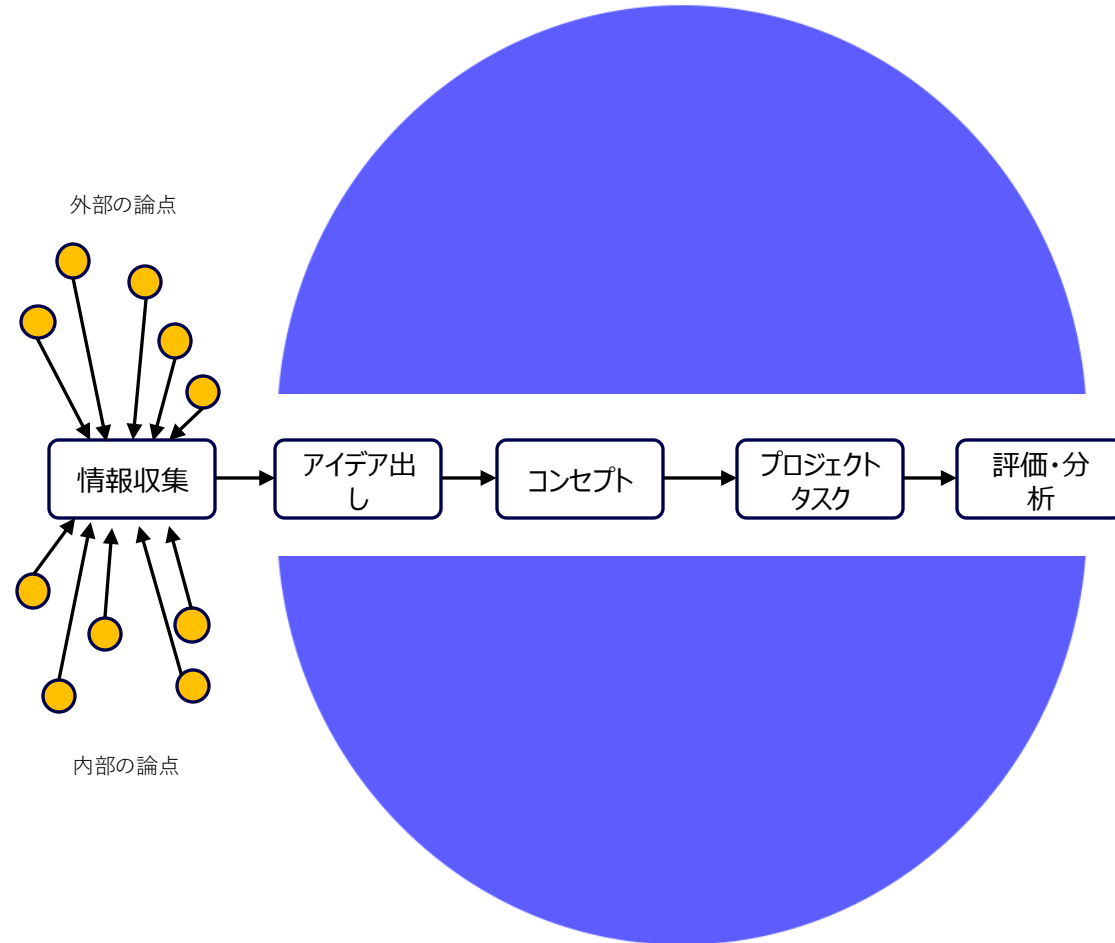 外部の論点
情報収集
アイデア出
し
コンセプト
プロジェクト
タスク
評価・分
析
内部の論点